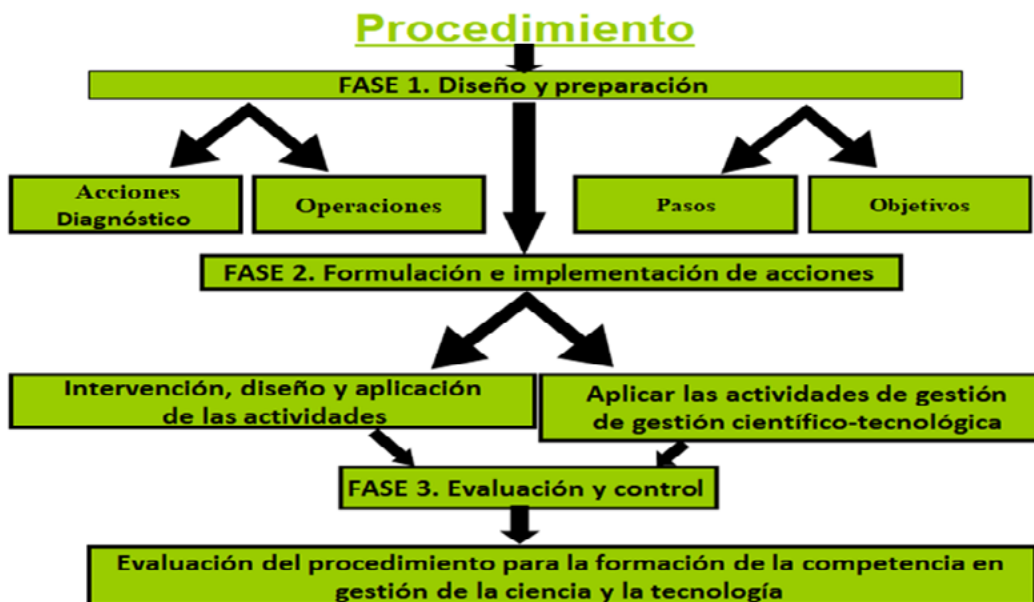 Procedimiento
FASE 1. Diseño y preparación
Acciones
Diagnóstico
Operaciones
Pasos
Objetivos
FASE 2. Formulación e implementación de acciones
Intervención, diseño y aplicación
de las actividades
Aplicar las actividades de gestión
de gestión científico-tecnológica
FASE 3. Evaluación y control
Evaluación del procedimiento para la formación de la competencia en
gestión de la ciencia y la tecnología